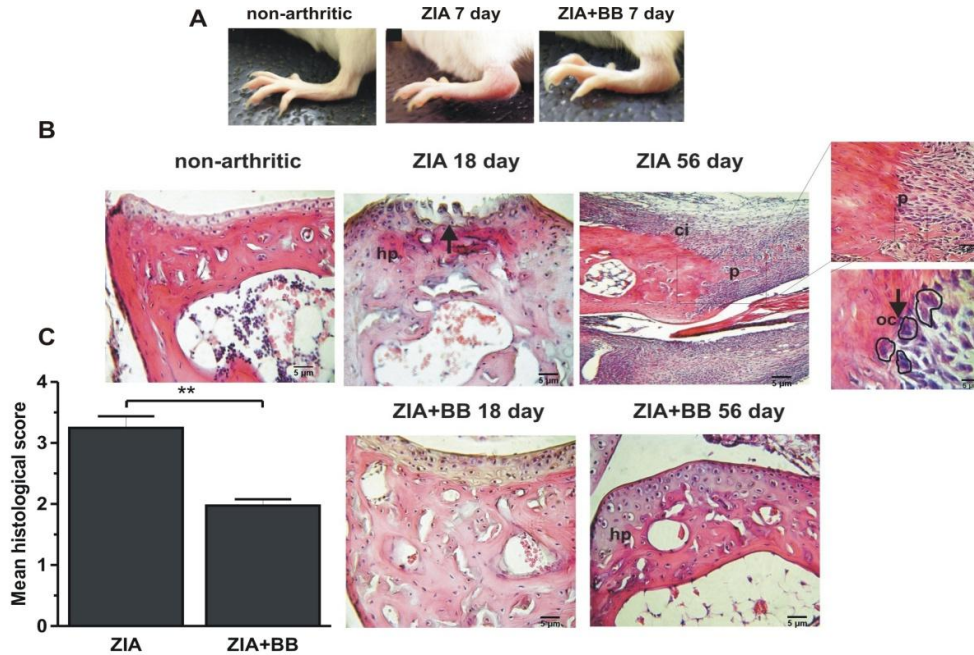 A
non-arthritic
ZIA 7 day
ZIA+BB 7 day
B
non-arthritic
ZIA 18 day
ZIA 56 day
hp
ci
p
p
oc
5 µm
5 µm
5 µm
C
Mean histological score
4
3
2
1
0
**
ZIA
ZIA+BB
ZIA+BB 18 day
ZIA+BB 56 day
hp
5 µm
5 µm